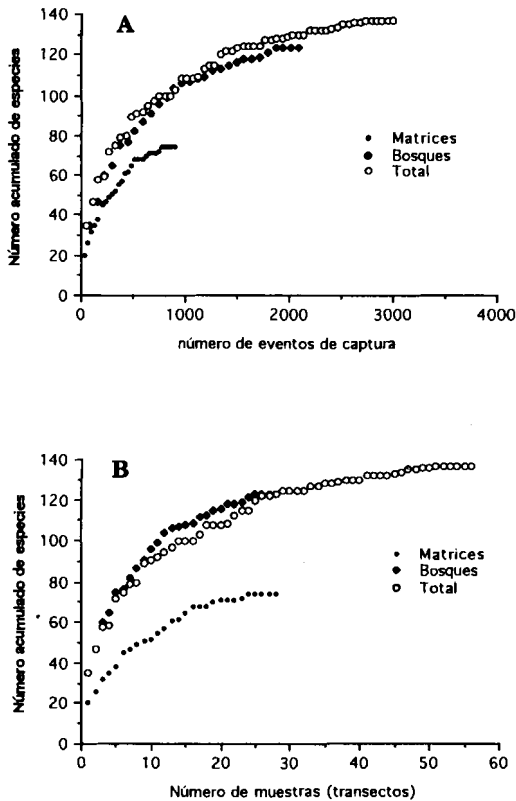 A
140
120
100
80
60
40
20
0
Número acumulado de especies
Matrices
Bosques
Total
0 1000 2000 3000 4000
número de eventos de captura
B
140
120
100
80
60
40
20
0
Número acumulado de especies
Matrices
Bosques
Total
0 10 20 30 40 50 60
Número de muestras (transectos)